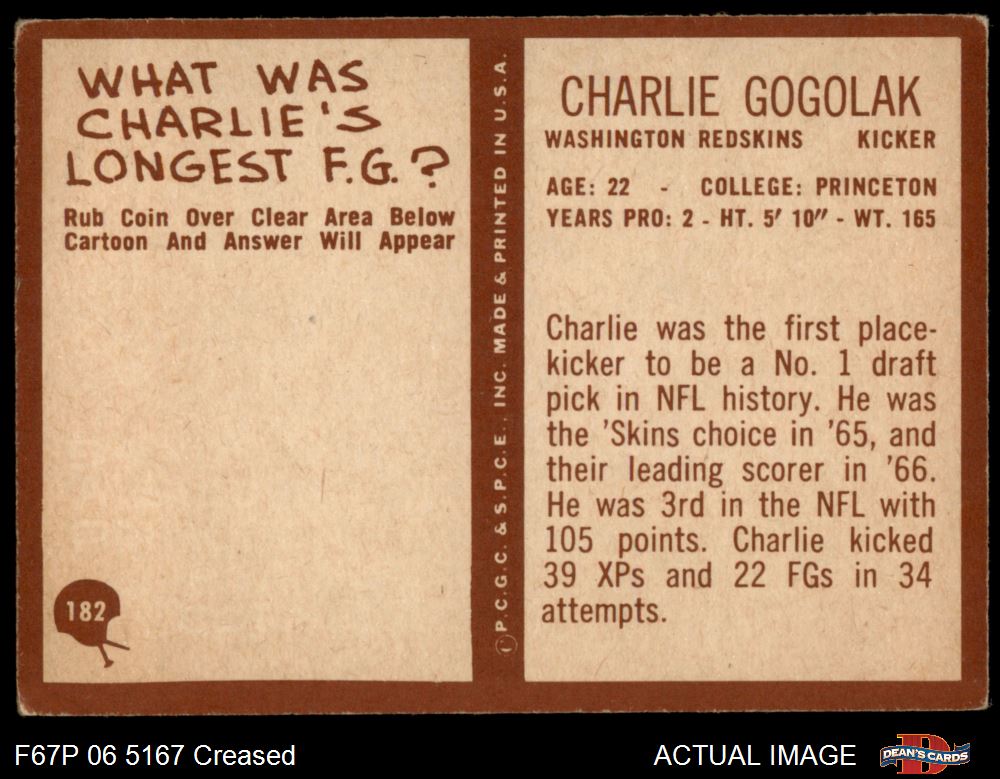 WHAT WAS
CHARLIE'S
LONGEST F.G.?
Rub Coin Over Clear Area Below
Cartoon And Answer Will Appear
182
©P.C.G.C. & S.P.C.E., INC. MADE & PRINTED IN U.S.A.
CHARLIE GOGOLAK
WASHINGTON REDSKINS KICKER
AGE: 22 - COLLEGE: PRINCETON
YEARS PRO: 2 - HT. 5' 10" - WT. 165
Charlie was the first place-
kicker to be a No. 1 draft
pick in NFL history. He was
the 'Skins choice in '65, and
their leading scorer in '66.
He was 3rd in the NFL with
105 points. Charlie kicked
39 XPs and 22 FGs in 34
attempts.
F67P 06 5167 Creased
ACTUAL IMAGE
DEAN'S CARDS